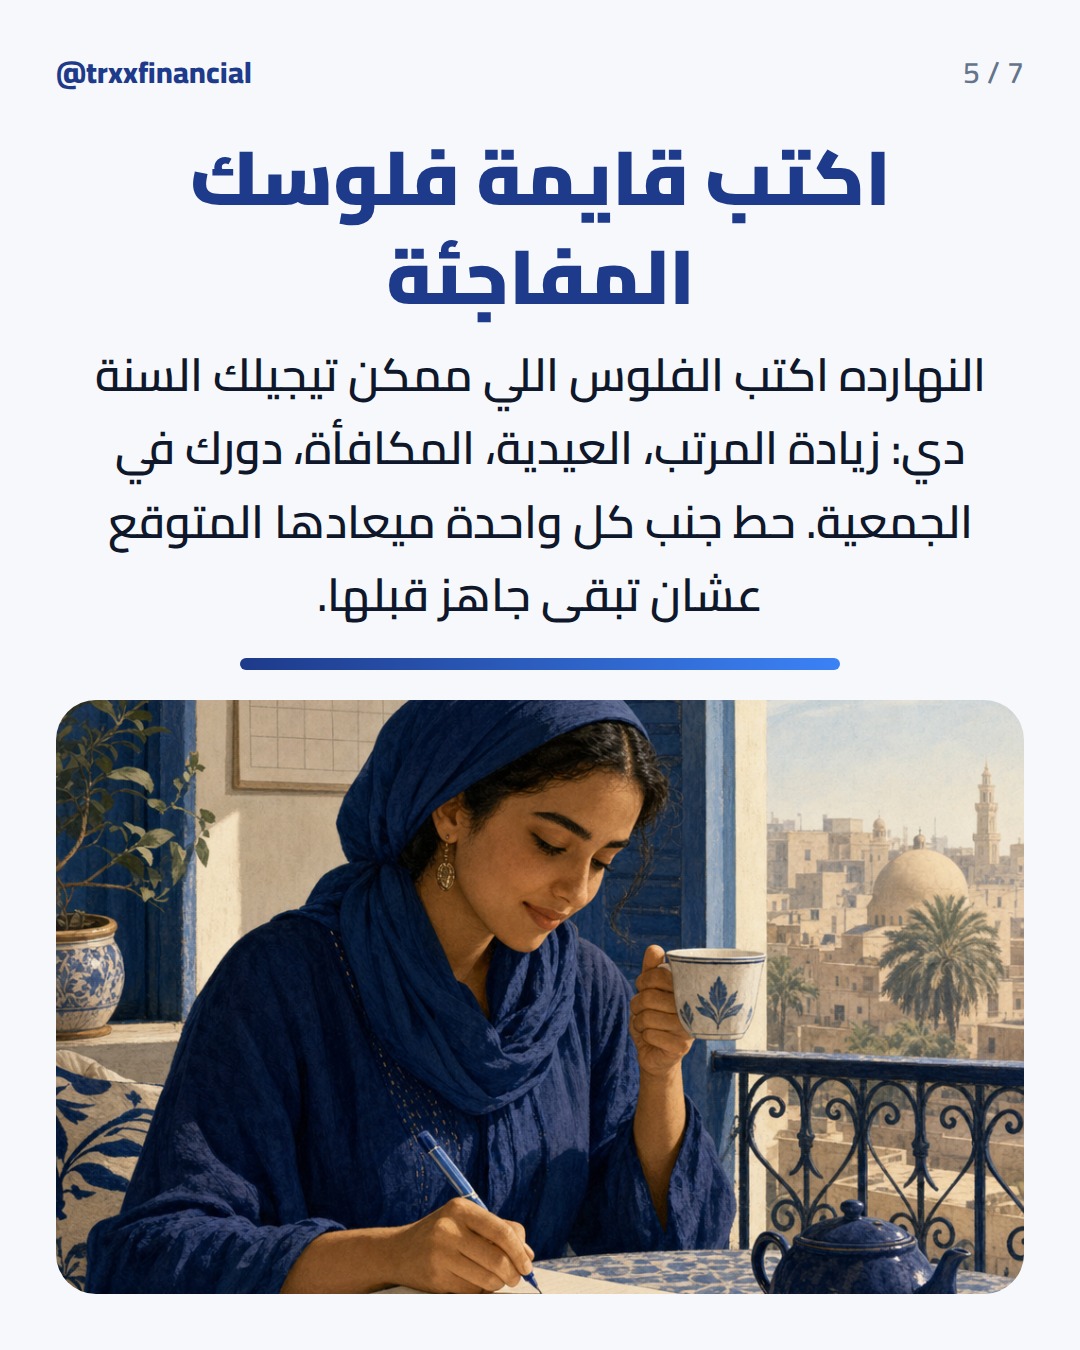 @trxxfinancial
5 / 7
اكتب قايمة فلوسك
المفاجئة
النهارده اكتب الفلوس اللي ممكن تيجيلك السنة
دي: زيادة المرتب، العيدية، المكافأة، دورك في
الجمعية. حط جنب كل واحدة ميعادها المتوقع
عشان تبقى جاهز قبلها.